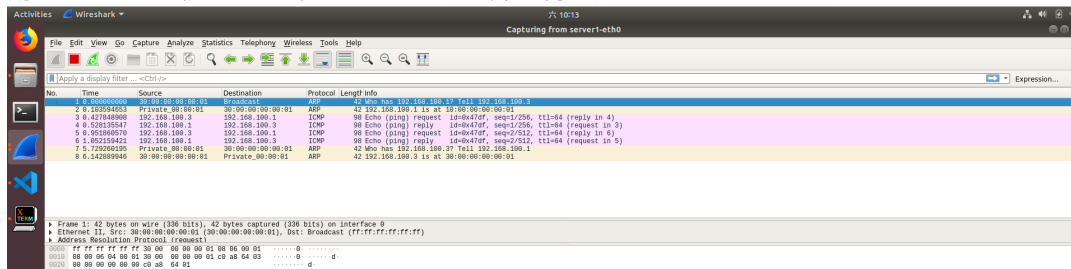 Activities Wireshark 六 10:13
Capturing from server1-eth0
File Edit View Go Capture Analyze Statistics Telephony Wireless Tools Help
Apply a display filter ... <Ctrl-/> Expression...
No. Time Source Destination Protocol Length Info
1 0.000000000 30:00:00:00:00:01 Broadcast ARP 42 Who has 192.168.100.1? Tell 192.168.100.3
2 0.103594653 Private_00:00:01 30:00:00:00:00:01 ARP 42 192.168.100.1 is at 10:00:00:00:00:01
3 0.427848908 192.168.100.3 192.168.100.1 ICMP 98 Echo (ping) request id=0x47df, seq=1/256, ttl=64 (reply in 4)
4 0.528135547 192.168.100.1 192.168.100.3 ICMP 98 Echo (ping) reply id=0x47df, seq=1/256, ttl=64 (request in 3)
5 0.951860570 192.168.100.3 192.168.100.1 ICMP 98 Echo (ping) request id=0x47df, seq=2/512, ttl=64 (reply in 6)
6 1.052159421 192.168.100.1 192.168.100.3 ICMP 98 Echo (ping) reply id=0x47df, seq=2/512, ttl=64 (request in 5)
7 5.729260195 Private_00:00:01 30:00:00:00:00:01 ARP 42 Who has 192.168.100.3? Tell 192.168.100.1
8 6.142889946 30:00:00:00:00:01 Private_00:00:01 ARP 42 192.168.100.3 is at 30:00:00:00:00:01
Frame 1: 42 bytes on wire (336 bits), 42 bytes captured (336 bits) on interface 0
Ethernet II, Src: 30:00:00:00:00:01 (30:00:00:00:00:01), Dst: Broadcast (ff:ff:ff:ff:ff:ff)
Address Resolution Protocol (request)
0000 ff ff ff ff ff ff 30 00 00 00 00 01 08 06 00 01 ······0· ········
0010 08 00 06 04 00 01 30 00 00 00 00 01 c0 a8 64 03 ······0· ······d·
0020 00 00 00 00 00 00 c0 a8 64 01 ········ d·
X TERM